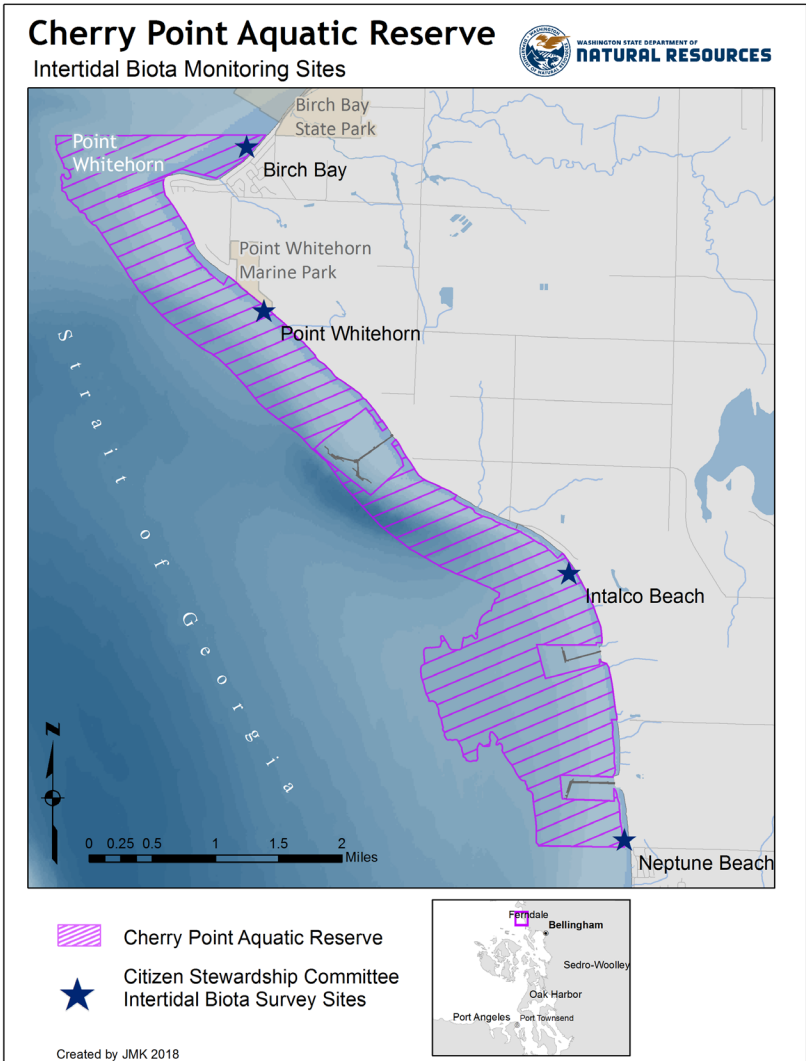 Cherry Point Aquatic Reserve
Intertidal Biota Monitoring Sites
WASHINGTON STATE DEPARTMENT OF
NATURAL RESOURCES
Birch Bay
State Park
Point
Whitehorn
Birch Bay
Point Whitehorn
Marine Park
Point Whitehorn
Strait of Georgia
Intalco Beach
N
0 0.25 0.5 1 1.5 2
Miles
Neptune Beach
Cherry Point Aquatic Reserve
Citizen Stewardship Committee
Intertidal Biota Survey Sites
Ferndale
Bellingham
Sedro-Woolley
Oak Harbor
Port Angeles
Port Townsend
Created by JMK 2018